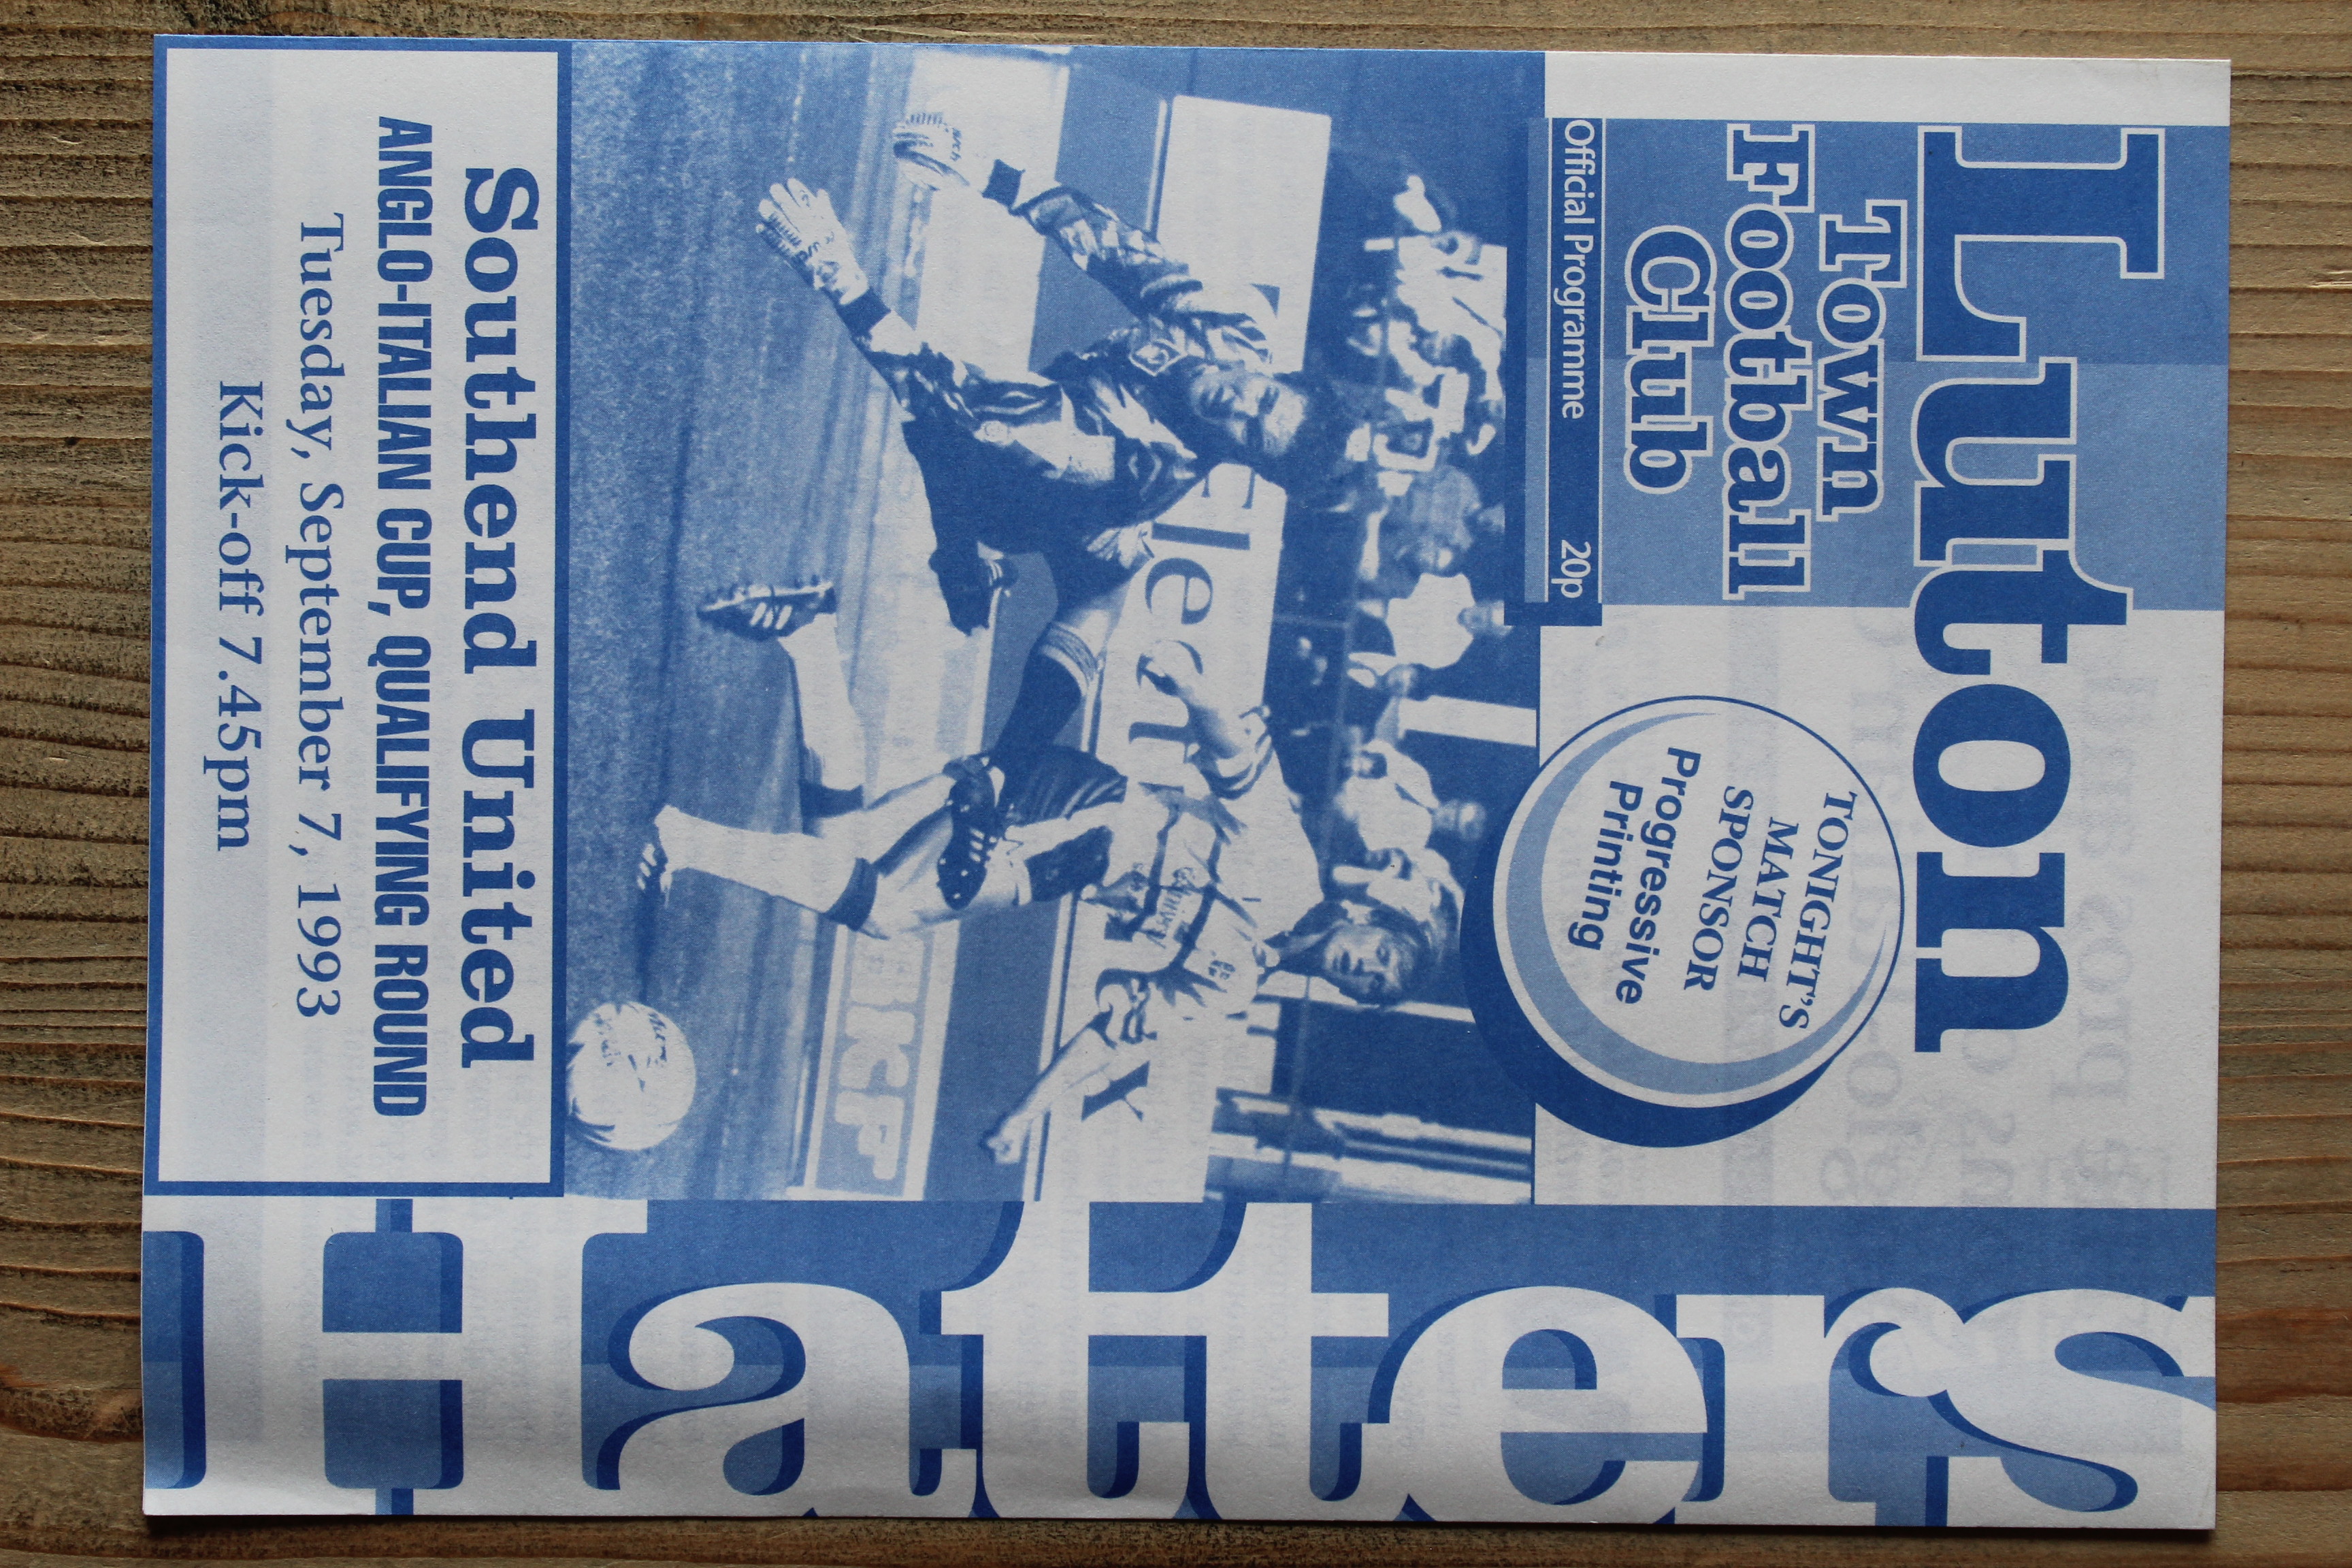 Luton
Town
Football
Club
Official Programme 20p
TONIGHT'S
MATCH
SPONSOR
Progressive
Printing
Hatters
Southend United
ANGLO-ITALIAN CUP, QUALIFYING ROUND
Tuesday, September 7, 1993
Kick-off 7.45pm